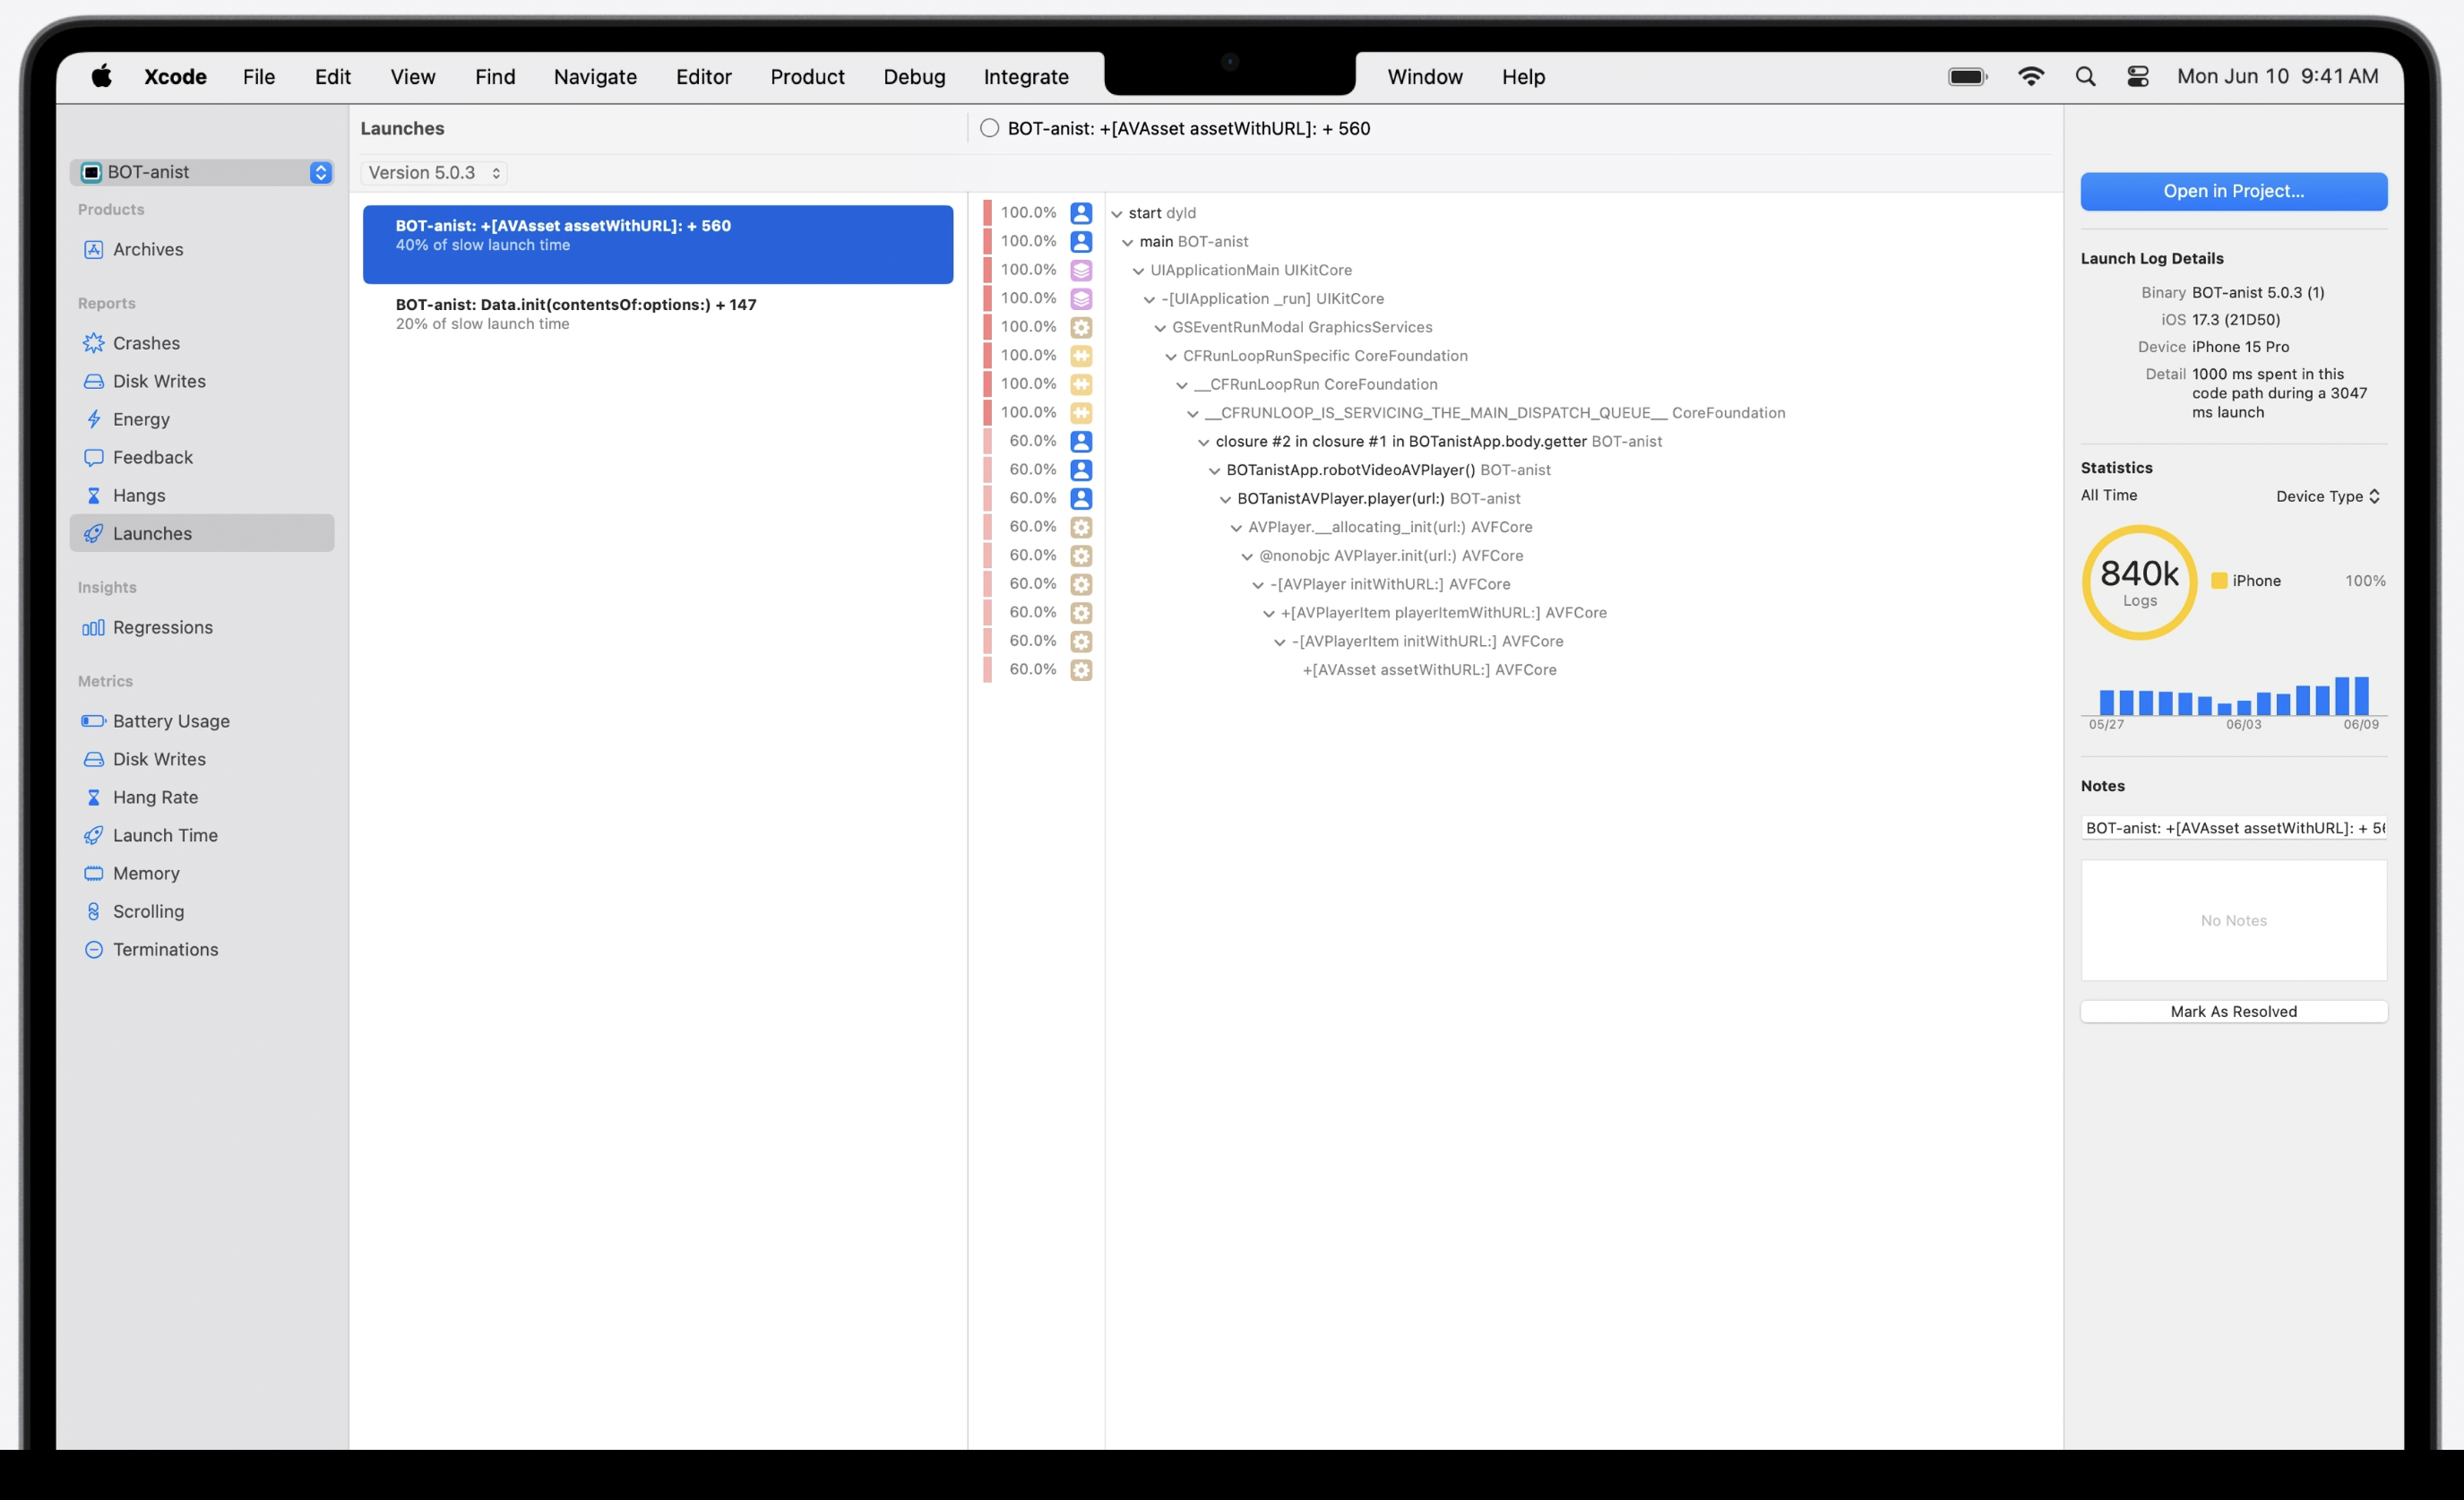 Xcode File Edit View Find Navigate Editor Product Debug Integrate Window Help Mon Jun 10 9:41 AM
BOT-anist
Products
Archives
Reports
Crashes
Disk Writes
Energy
Feedback
Hangs
Launches
Insights
Regressions
Metrics
Battery Usage
Disk Writes
Hang Rate
Launch Time
Memory
Scrolling
Terminations
Launches
Version 5.0.3
BOT-anist: +[AVAsset assetWithURL]: + 560
40% of slow launch time
BOT-anist: Data.init(contentsOf:options:) + 147
20% of slow launch time
BOT-anist: +[AVAsset assetWithURL]: + 560
100.0% start dyld
100.0% main BOT-anist
100.0% UIApplicationMain UIKitCore
100.0% -[UIApplication _run] UIKitCore
100.0% GSEventRunModal GraphicsServices
100.0% CFRunLoopRunSpecific CoreFoundation
100.0% __CFRunLoopRun CoreFoundation
100.0% __CFRUNLOOP_IS_SERVICING_THE_MAIN_DISPATCH_QUEUE__ CoreFoundation
60.0% closure #2 in closure #1 in BOTanistApp.body.getter BOT-anist
60.0% BOTanistApp.robotVideoAVPlayer() BOT-anist
60.0% BOTanistAVPlayer.player(url:) BOT-anist
60.0% AVPlayer.__allocating_init(url:) AVFCore
60.0% @nonobjc AVPlayer.init(url:) AVFCore
60.0% -[AVPlayer initWithURL:] AVFCore
60.0% +[AVPlayerItem playerItemWithURL:] AVFCore
60.0% -[AVPlayerItem initWithURL:] AVFCore
60.0% +[AVAsset assetWithURL:] AVFCore
Open in Project...
Launch Log Details
Binary BOT-anist 5.0.3 (1)
iOS 17.3 (21D50)
Device iPhone 15 Pro
Detail 1000 ms spent in this
code path during a 3047
ms launch
Statistics
All Time Device Type
840k
Logs
iPhone 100%
05/27 06/03 06/09
Notes
BOT-anist: +[AVAsset assetWithURL]: + 5
No Notes
Mark As Resolved